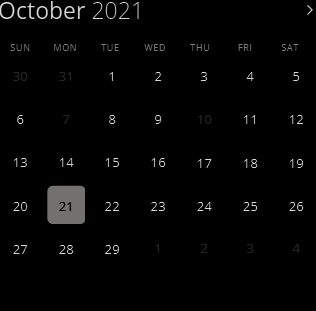 October 2021
SUN MON TUE WED THU FRI SAT
30 31 1 2 3 4 5
6 7 8 9 10 11 12
13 14 15 16 17 18 19
20 21 22 23 24 25 26
27 28 29 1 2 3 4